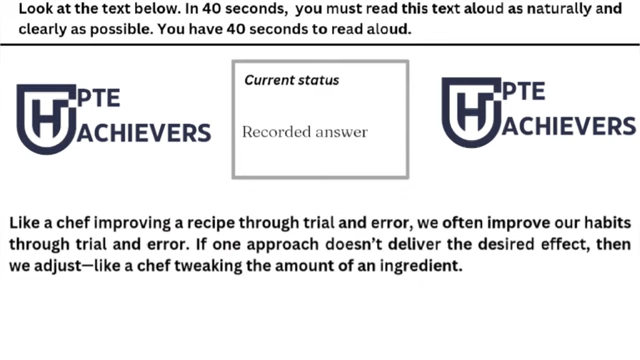 Look at the text below. In 40 seconds, you must read this text aloud as naturally and
clearly as possible. You have 40 seconds to read aloud.
PTE
ACHIEVERS
Current status
Recorded answer
PTE
ACHIEVERS
Like a chef improving a recipe through trial and error, we often improve our habits
through trial and error. If one approach doesn't deliver the desired effect, then
we adjust—like a chef tweaking the amount of an ingredient.